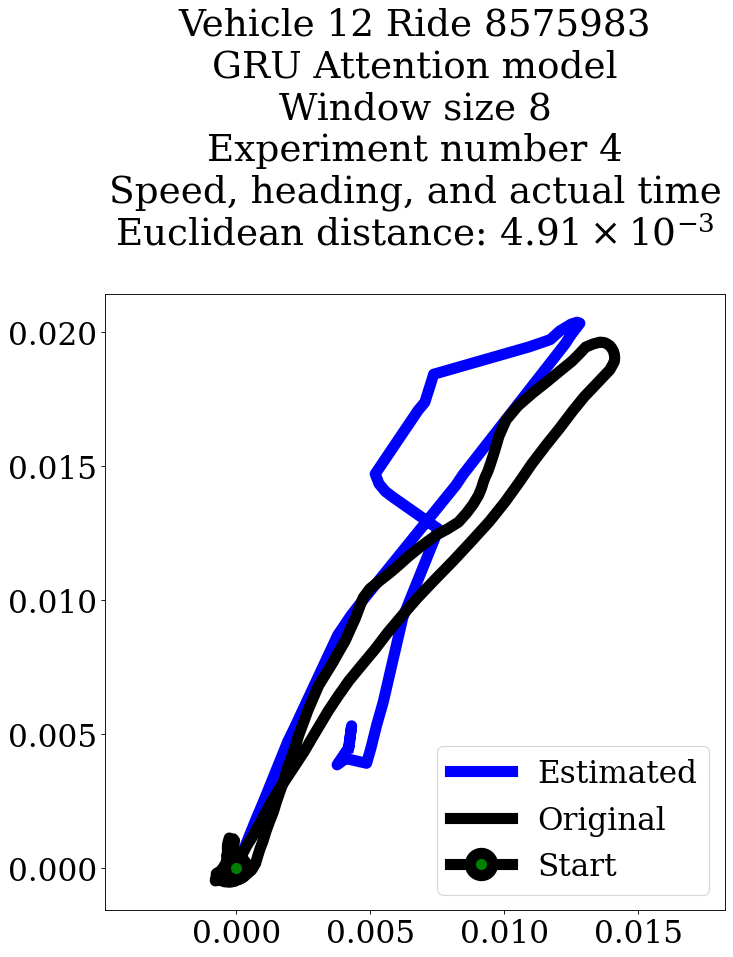 Vehicle 12 Ride 8575983
GRU Attention model
Window size 8
Experiment number 4
Speed, heading, and actual time
Euclidean distance: 4.91 × 10⁻³
0.020
0.015
0.010
0.005
0.000
Estimated
Original
Start
0.000 0.005 0.010 0.015